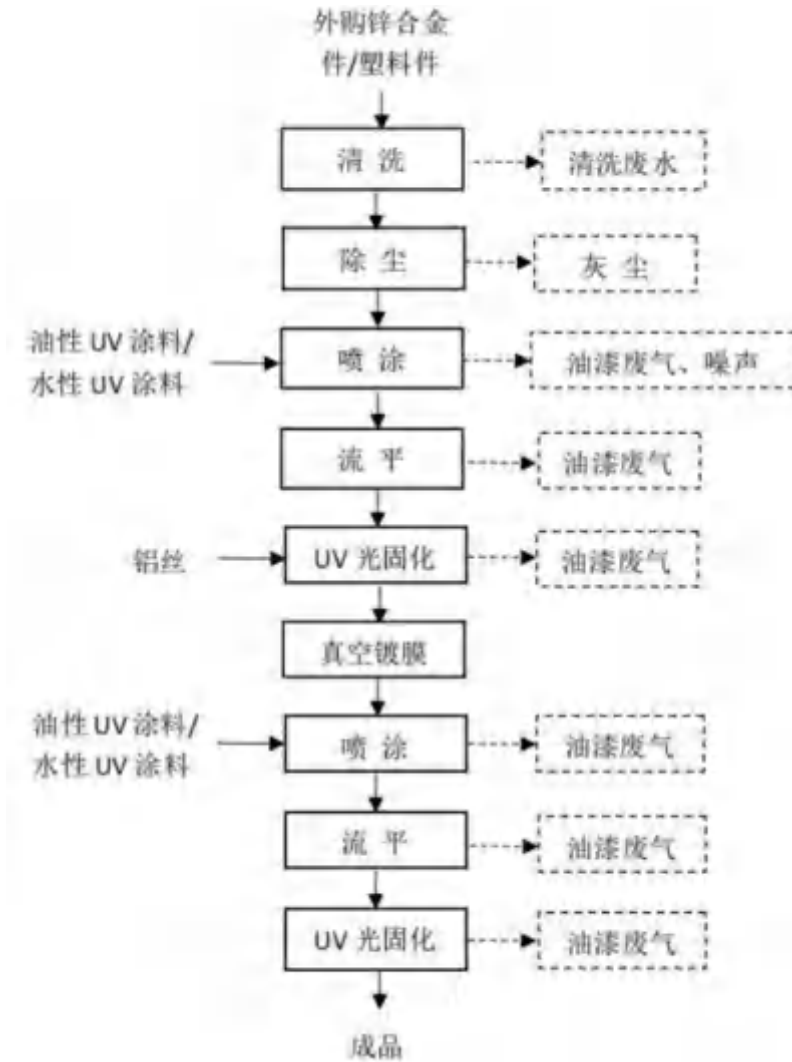 外购锌合金
件/塑料件
清 洗
清洗废水
除 尘
灰 尘
油性 UV 涂料/
水性 UV 涂料
喷 涂
油漆废气、噪声
流 平
油漆废气
铝丝
UV 光固化
油漆废气
真空镀膜
油性 UV 涂料/
水性 UV 涂料
喷 涂
油漆废气
流 平
油漆废气
UV 光固化
油漆废气
成品